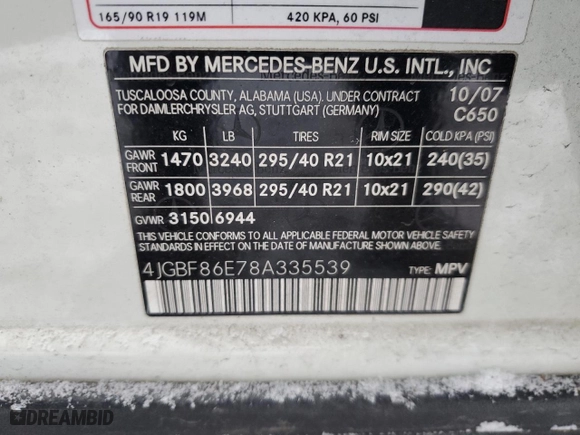 165/90 R19 119M 420 KPA, 60 PSI
MFD BY MERCEDES-BENZ U.S. INTL., INC
TUSCALOOSA COUNTY, ALABAMA (USA). UNDER CONTRACT 10/07
FOR DAIMLERCHRYSLER AG, STUTTGART (GERMANY) C650
KG LB TIRES RIM SIZE COLD KPA (PSI)
GAWR FRONT 1470 3240 295/40 R21 10x21 240(35)
GAWR REAR 1800 3968 295/40 R21 10x21 290(42)
GVWR 3150 6944
THIS VEHICLE CONFORMS TO ALL APPLICABLE FEDERAL MOTOR VEHICLE SAFETY
STANDARDS IN EFFECT ON THE DATE OF MANUFACTURE SHOWN ABOVE.
4JGBF86E78A335539 TYPE: MPV
DREAMBID